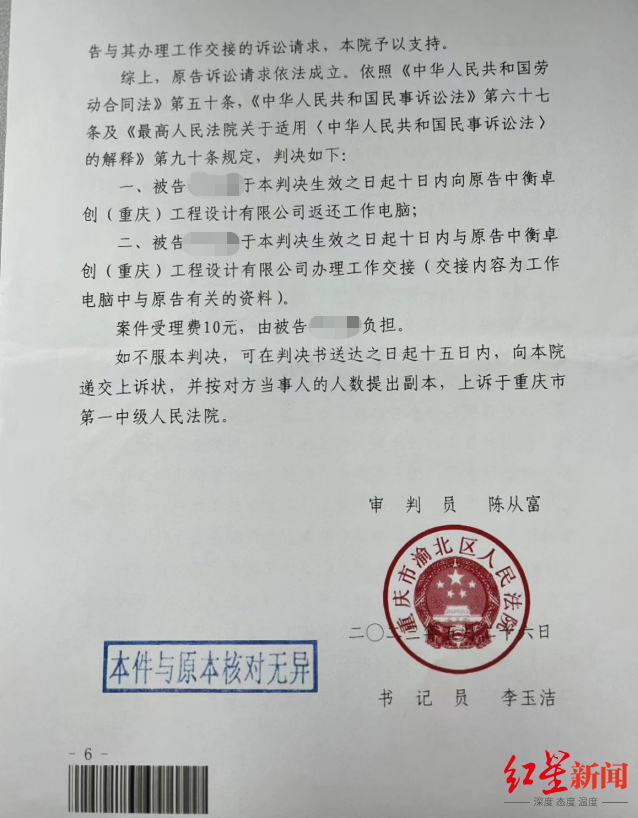 告与其办理工作交接的诉讼请求，本院予以支持。
综上，原告诉讼请求依法成立。依照《中华人民共和国劳
动合同法》第五十条，《中华人民共和国民事诉讼法》第六十七
条及《最高人民法院关于适用〈中华人民共和国民事诉讼法〉
的解释》第九十条规定，判决如下：
一、被告 于本判决生效之日起十日内向原告中衡卓
创（重庆）工程设计有限公司返还工作电脑；
二、被告 于本判决生效之日起十日内与原告中衡卓
创（重庆）工程设计有限公司办理工作交接（交接内容为工作
电脑中与原告有关的资料）。
案件受理费10元，由被告 负担。
如不服本判决，可在判决书送达之日起十五日内，向本院
递交上诉状，并按对方当事人的人数提出副本，上诉于重庆市
第一中级人民法院。
审 判 员 陈从富
重庆市渝北区人民法院
二〇二 六日
本件与原本核对无异
书 记 员 李玉洁
- 6 -
红星新闻
深度 态度 温度